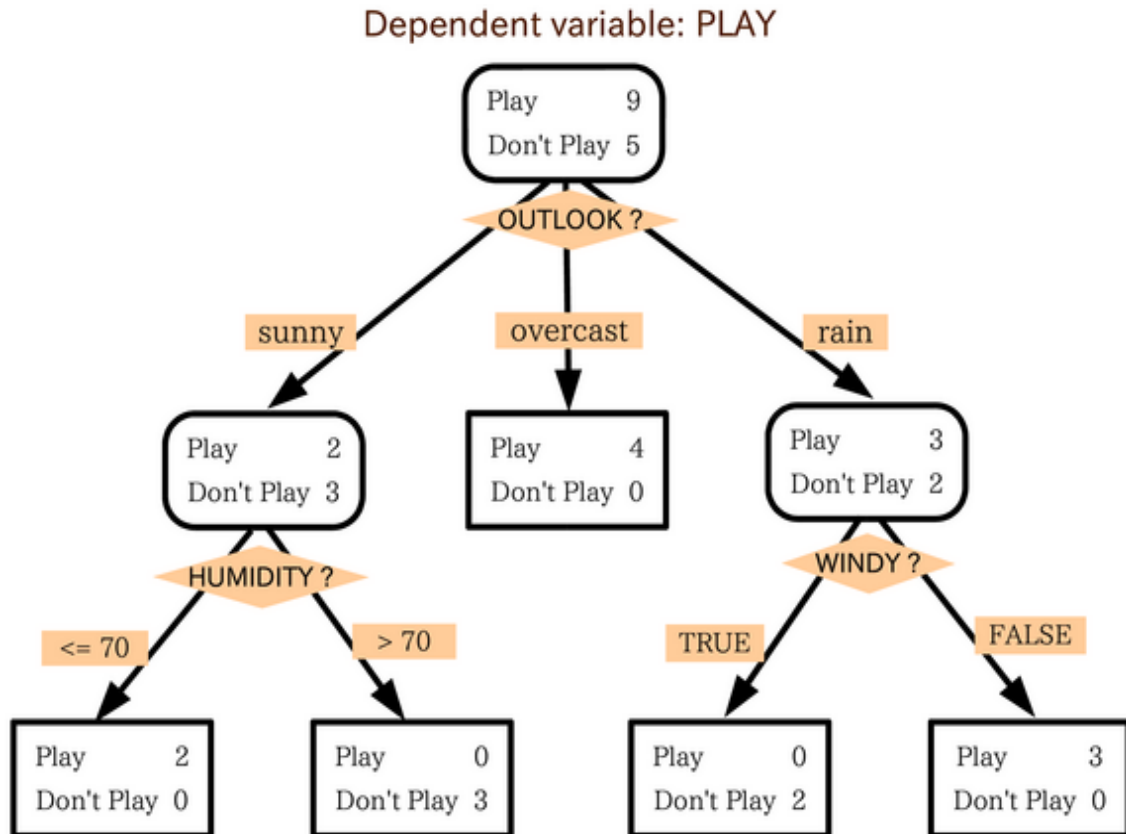 Dependent variable: PLAY
Play 9
Don't Play 5
OUTLOOK ?
sunny
overcast
rain
Play 2
Don't Play 3
Play 4
Don't Play 0
Play 3
Don't Play 2
HUMIDITY ?
WINDY ?
<= 70
> 70
TRUE
FALSE
Play 2
Don't Play 0
Play 0
Don't Play 3
Play 0
Don't Play 2
Play 3
Don't Play 0